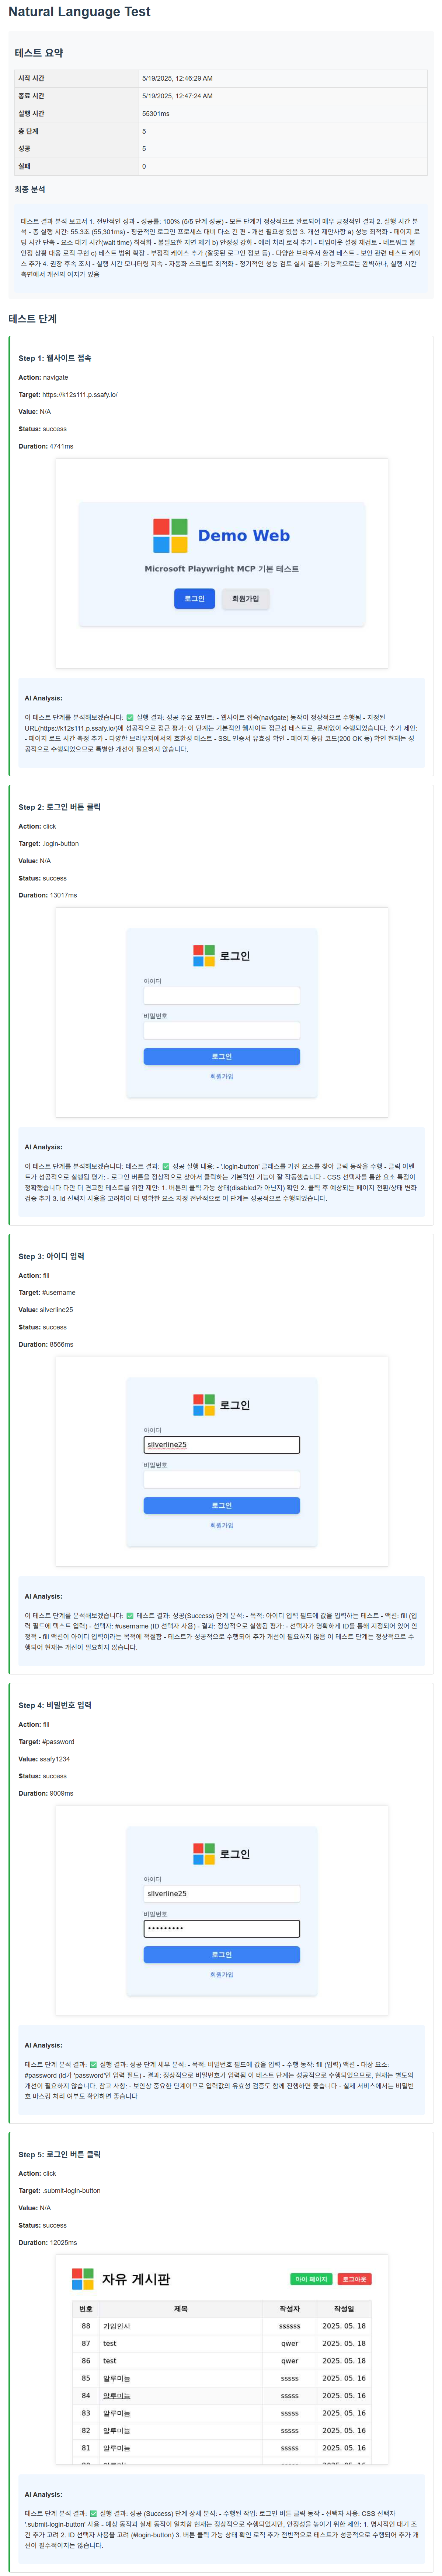 Natural Language Test
테스트 요약
시작 시간 5/19/2025, 12:46:29 AM
종료 시간 5/19/2025, 12:47:24 AM
실행 시간 55301ms
총 단계 5
성공 5
실패 0
최종 분석
테스트 결과 분석 보고서 1. 전반적인 성과 - 성공률: 100% (5/5 단계 성공) - 모든 단계가 정상적으로 완료되어 매우 긍정적인 결과 2. 실행 시간 분
석 - 총 실행 시간: 55.3초 (55,301ms) - 평균적인 로그인 프로세스 대비 다소 긴 편 - 개선 필요성 있음 3. 개선 제안사항 a) 성능 최적화 - 페이지 로
딩 시간 단축 - 요소 대기 시간(wait time) 최적화 - 불필요한 지연 제거 b) 안정성 강화 - 에러 처리 로직 추가 - 타임아웃 설정 재검토 - 네트워크 불
안정 상황 대응 로직 구현 c) 테스트 범위 확장 - 부정적 케이스 추가 (잘못된 로그인 정보 등) - 다양한 브라우저 환경 테스트 - 보안 관련 테스트 케이
스 추가 4. 권장 후속 조치 - 실행 시간 모니터링 지속 - 자동화 스크립트 최적화 - 정기적인 성능 검토 실시 결론: 기능적으로는 완벽하나, 실행 시간
측면에서 개선의 여지가 있음
테스트 단계
Step 1: 웹사이트 접속
Action: navigate
Target: https://k12s111.p.ssafy.io/
Value: N/A
Status: success
Duration: 4741ms
Demo Web
Microsoft Playwright MCP 기본 테스트
로그인 회원가입
AI Analysis:
이 테스트 단계를 분석해보겠습니다: ✅ 실행 결과: 성공 주요 포인트: - 웹사이트 접속(navigate) 동작이 정상적으로 수행됨 - 지정된
URL(https://k12s111.p.ssafy.io/)에 성공적으로 접근 평가: 이 단계는 기본적인 웹사이트 접근성 테스트로, 문제없이 수행되었습니다. 추가 제안:
- 페이지 로드 시간 측정 추가 - 다양한 브라우저에서의 호환성 테스트 - SSL 인증서 유효성 확인 - 페이지 응답 코드(200 OK 등) 확인 현재는 성
공적으로 수행되었으므로 특별한 개선이 필요하지 않습니다.
Step 2: 로그인 버튼 클릭
Action: click
Target: .login-button
Value: N/A
Status: success
Duration: 13017ms
로그인
아이디
비밀번호
로그인
회원가입
AI Analysis:
이 테스트 단계를 분석해보겠습니다: 테스트 결과: ✅ 성공 실행 내용: - '.login-button' 클래스를 가진 요소를 찾아 클릭 동작을 수행 - 클릭 이벤
트가 성공적으로 실행됨 평가: - 로그인 버튼을 정상적으로 찾아서 클릭하는 기본적인 기능이 잘 작동했습니다 - CSS 선택자를 통한 요소 특정이
정확했습니다 다만 더 견고한 테스트를 위한 제안: 1. 버튼의 클릭 가능 상태(disabled가 아닌지) 확인 2. 클릭 후 예상되는 페이지 전환/상태 변화
검증 추가 3. id 선택자 사용을 고려하여 더 명확한 요소 지정 전반적으로 이 단계는 성공적으로 수행되었습니다.
Step 3: 아이디 입력
Action: fill
Target: #username
Value: silverline25
Status: success
Duration: 8566ms
로그인
아이디
silverline25
비밀번호
로그인
회원가입
AI Analysis:
이 테스트 단계를 분석해보겠습니다: ✅ 테스트 결과: 성공(Success) 단계 분석: - 목적: 아이디 입력 필드에 값을 입력하는 테스트 - 액션: fill (입
력 필드에 텍스트 입력) - 선택자: #username (ID 선택자 사용) - 결과: 정상적으로 실행됨 평가: - 선택자가 명확하게 ID를 통해 지정되어 있어 안
정적 - fill 액션이 아이디 입력이라는 목적에 적절함 - 테스트가 성공적으로 수행되어 추가 개선이 필요하지 않음 이 테스트 단계는 정상적으로 수
행되어 현재는 개선이 필요하지 않습니다.
Step 4: 비밀번호 입력
Action: fill
Target: #password
Value: ssafy1234
Status: success
Duration: 9009ms
로그인
아이디
silverline25
비밀번호
•••••••••
로그인
회원가입
AI Analysis:
테스트 단계 분석 결과: ✅ 실행 결과: 성공 단계 세부 분석: - 목적: 비밀번호 필드에 값을 입력 - 수행 동작: fill (입력) 액션 - 대상 요소:
#password (id가 'password'인 입력 필드) - 결과: 정상적으로 비밀번호가 입력됨 이 테스트 단계는 성공적으로 수행되었으므로, 현재는 별도의
개선이 필요하지 않습니다. 참고 사항: - 보안상 중요한 단계이므로 입력값의 유효성 검증도 함께 진행하면 좋습니다 - 실제 서비스에서는 비밀번
호 마스킹 처리 여부도 확인하면 좋습니다
Step 5: 로그인 버튼 클릭
Action: click
Target: .submit-login-button
Value: N/A
Status: success
Duration: 12025ms
자유 게시판 마이 페이지 로그아웃
번호 제목 작성자 작성일
88 가입인사 ssssss 2025. 05. 18
87 test qwer 2025. 05. 18
86 test qwer 2025. 05. 18
85 알루미늄 sssss 2025. 05. 16
84 알루미늄 sssss 2025. 05. 16
83 알루미늄 sssss 2025. 05. 16
82 알루미늄 sssss 2025. 05. 16
81 알루미늄 sssss 2025. 05. 16
AI Analysis:
테스트 단계 분석 결과: ✅ 실행 결과: 성공 (Success) 단계 상세 분석: - 수행된 작업: 로그인 버튼 클릭 동작 - 선택자 사용: CSS 선택자
'.submit-login-button' 사용 - 예상 동작과 실제 동작이 일치함 현재는 정상적으로 수행되었지만, 안정성을 높이기 위한 제안: 1. 명시적인 대기 조
건 추가 고려 2. ID 선택자 사용을 고려 (#login-button) 3. 버튼 클릭 가능 상태 확인 로직 추가 전반적으로 테스트가 성공적으로 수행되어 추가 개
선이 필수적이지는 않습니다.